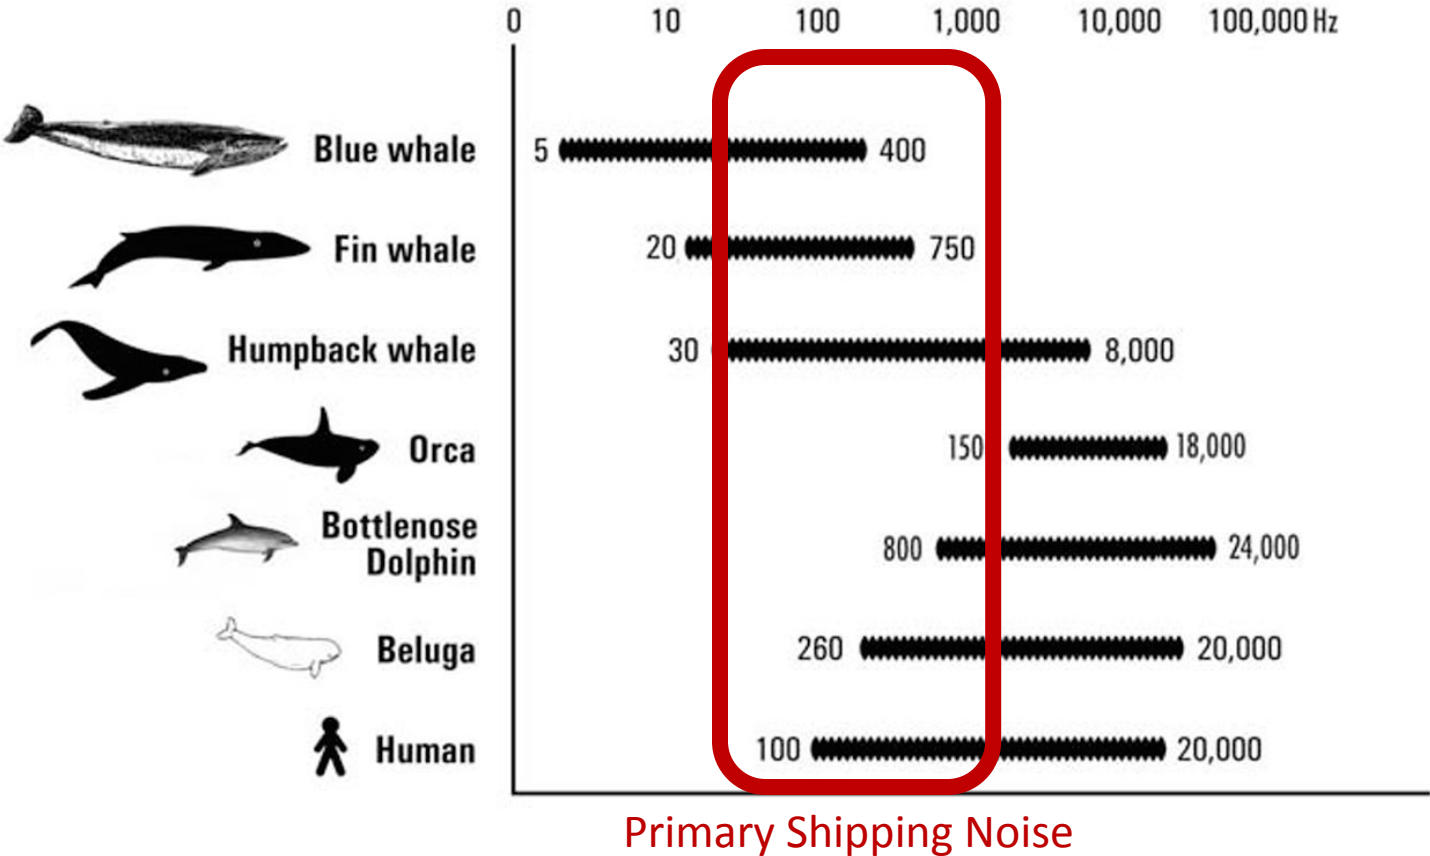 0 10 100 1,000 10,000 100,000 Hz
Blue whale 5 400
Fin whale 20 750
Humpback whale 30 8,000
Orca 150 18,000
Bottlenose
Dolphin 800 24,000
Beluga 260 20,000
Human 100 20,000
Primary Shipping Noise